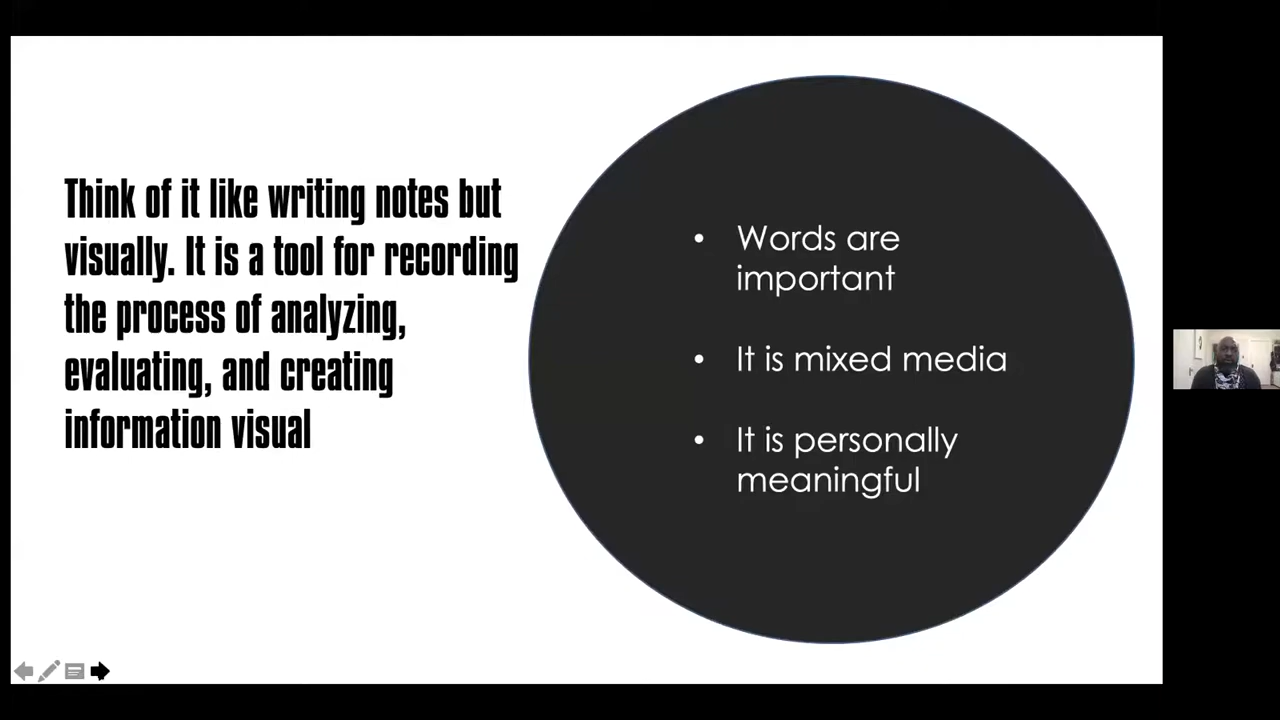 Think of it like writing notes but
visually. It is a tool for recording
the process of analyzing,
evaluating, and creating
information visual
• Words are
important
• It is mixed media
• It is personally
meaningful